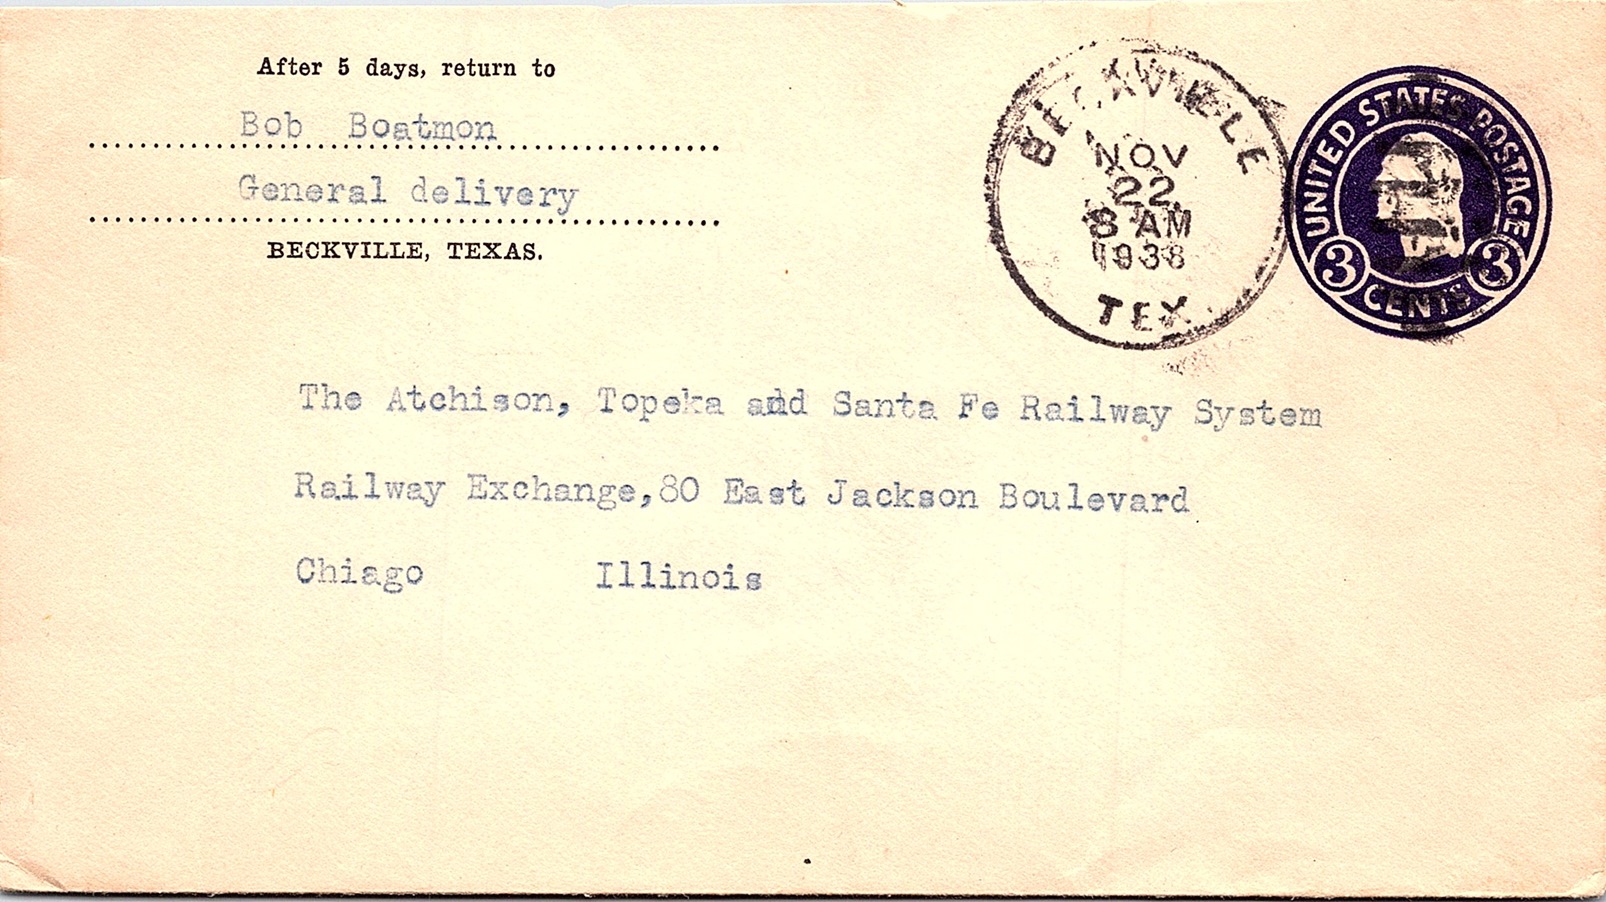 After 5 days, return to
Bob Boatmon
General delivery
BECKVILLE, TEXAS.
BECKVILLE
NOV
22
8 AM
1938
TEX
UNITED STATES POSTAGE
3 3
CENTS
The Atchison, Topeka and Santa Fe Railway System
Railway Exchange,80 East Jackson Boulevard
Chiago Illinois